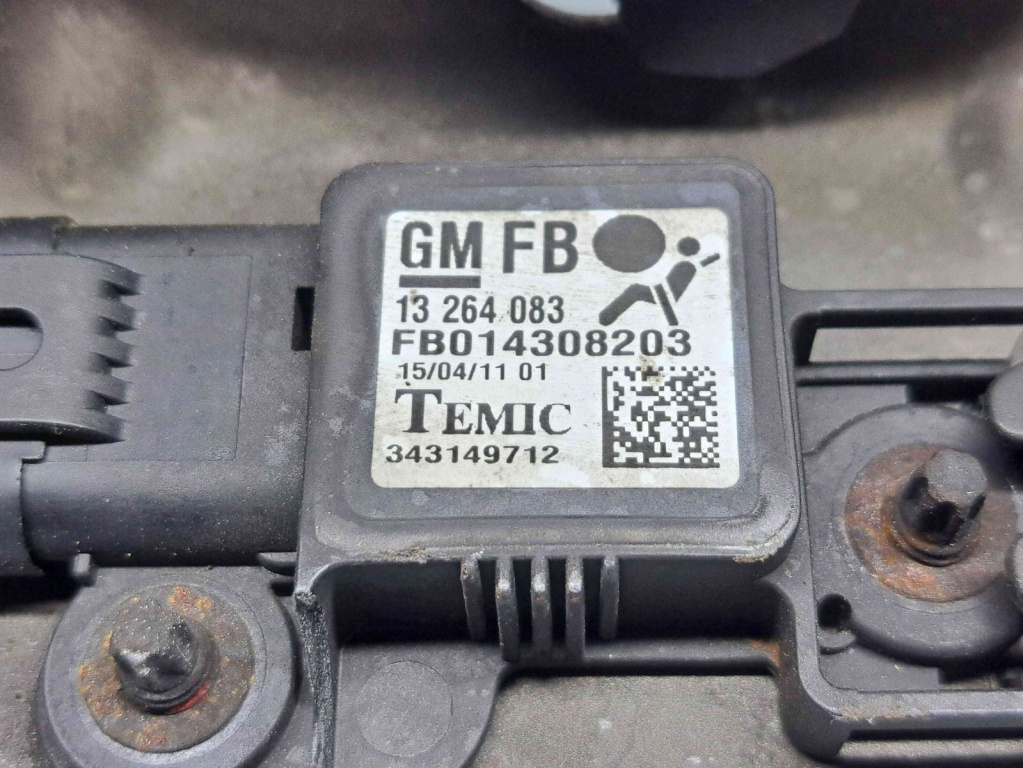 GM FB
13 264 083
FB014308203
15/04/11 01
TEMIC
343149712